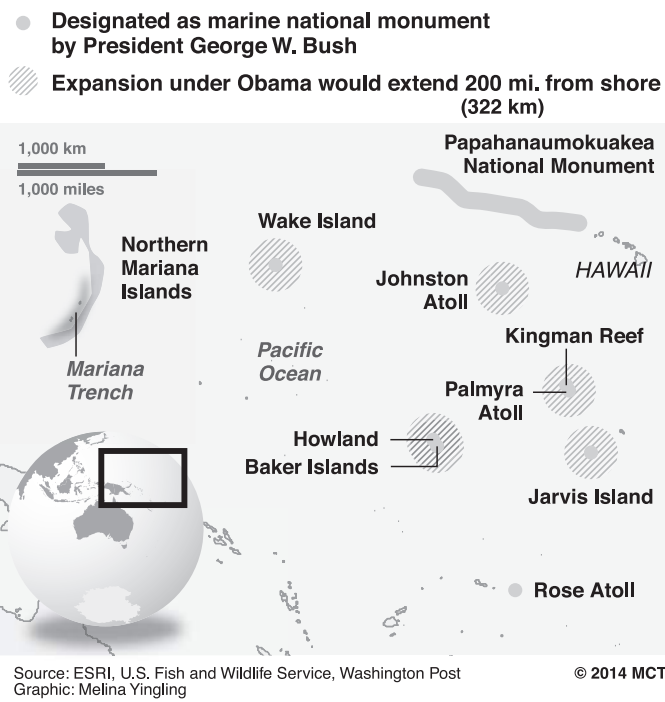 Designated as marine national monument
by President George W. Bush
Expansion under Obama would extend 200 mi. from shore
(322 km)
1,000 km
1,000 miles
Papahanaumokuakea
National Monument
Wake Island
Northern
Mariana
Islands
HAWAII
Johnston
Atoll
Kingman Reef
Pacific
Ocean
Mariana
Trench
Palmyra
Atoll
Howland
Baker Islands
Jarvis Island
Rose Atoll
Source: ESRI, U.S. Fish and Wildlife Service, Washington Post
Graphic: Melina Yingling
© 2014 MCT